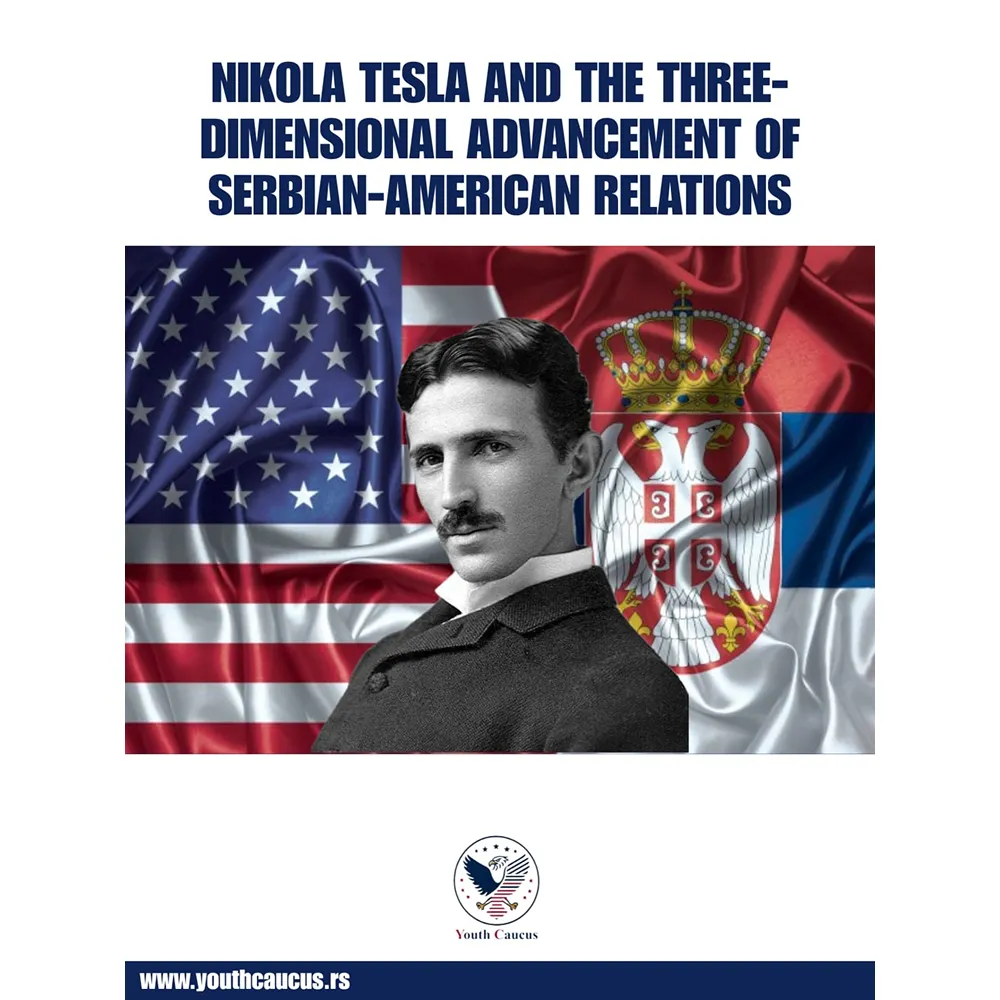 NIKOLA TESLA AND THE THREE-
DIMENSIONAL ADVANCEMENT OF
SERBIAN-AMERICAN RELATIONS
Youth Caucus
www.youthcaucus.rs